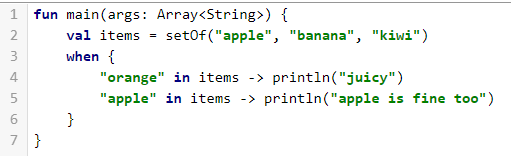 1 fun main(args: Array<String>) {
2     val items = setOf("apple", "banana", "kiwi")
3     when {
4         "orange" in items -> println("juicy")
5         "apple" in items -> println("apple is fine too")
6     }
7 }